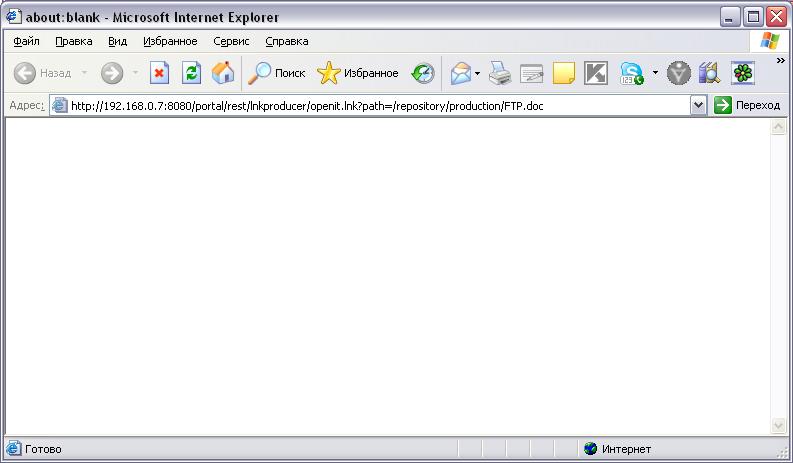 about:blank - Microsoft Internet Explorer
Файл Правка Вид Избранное Сервис Справка
Назад Поиск Избранное
Адрес: http://192.168.0.7:8080/portal/rest/lnkproducer/openit.lnk?path=/repository/production/FTP.doc Переход
Готово Интернет